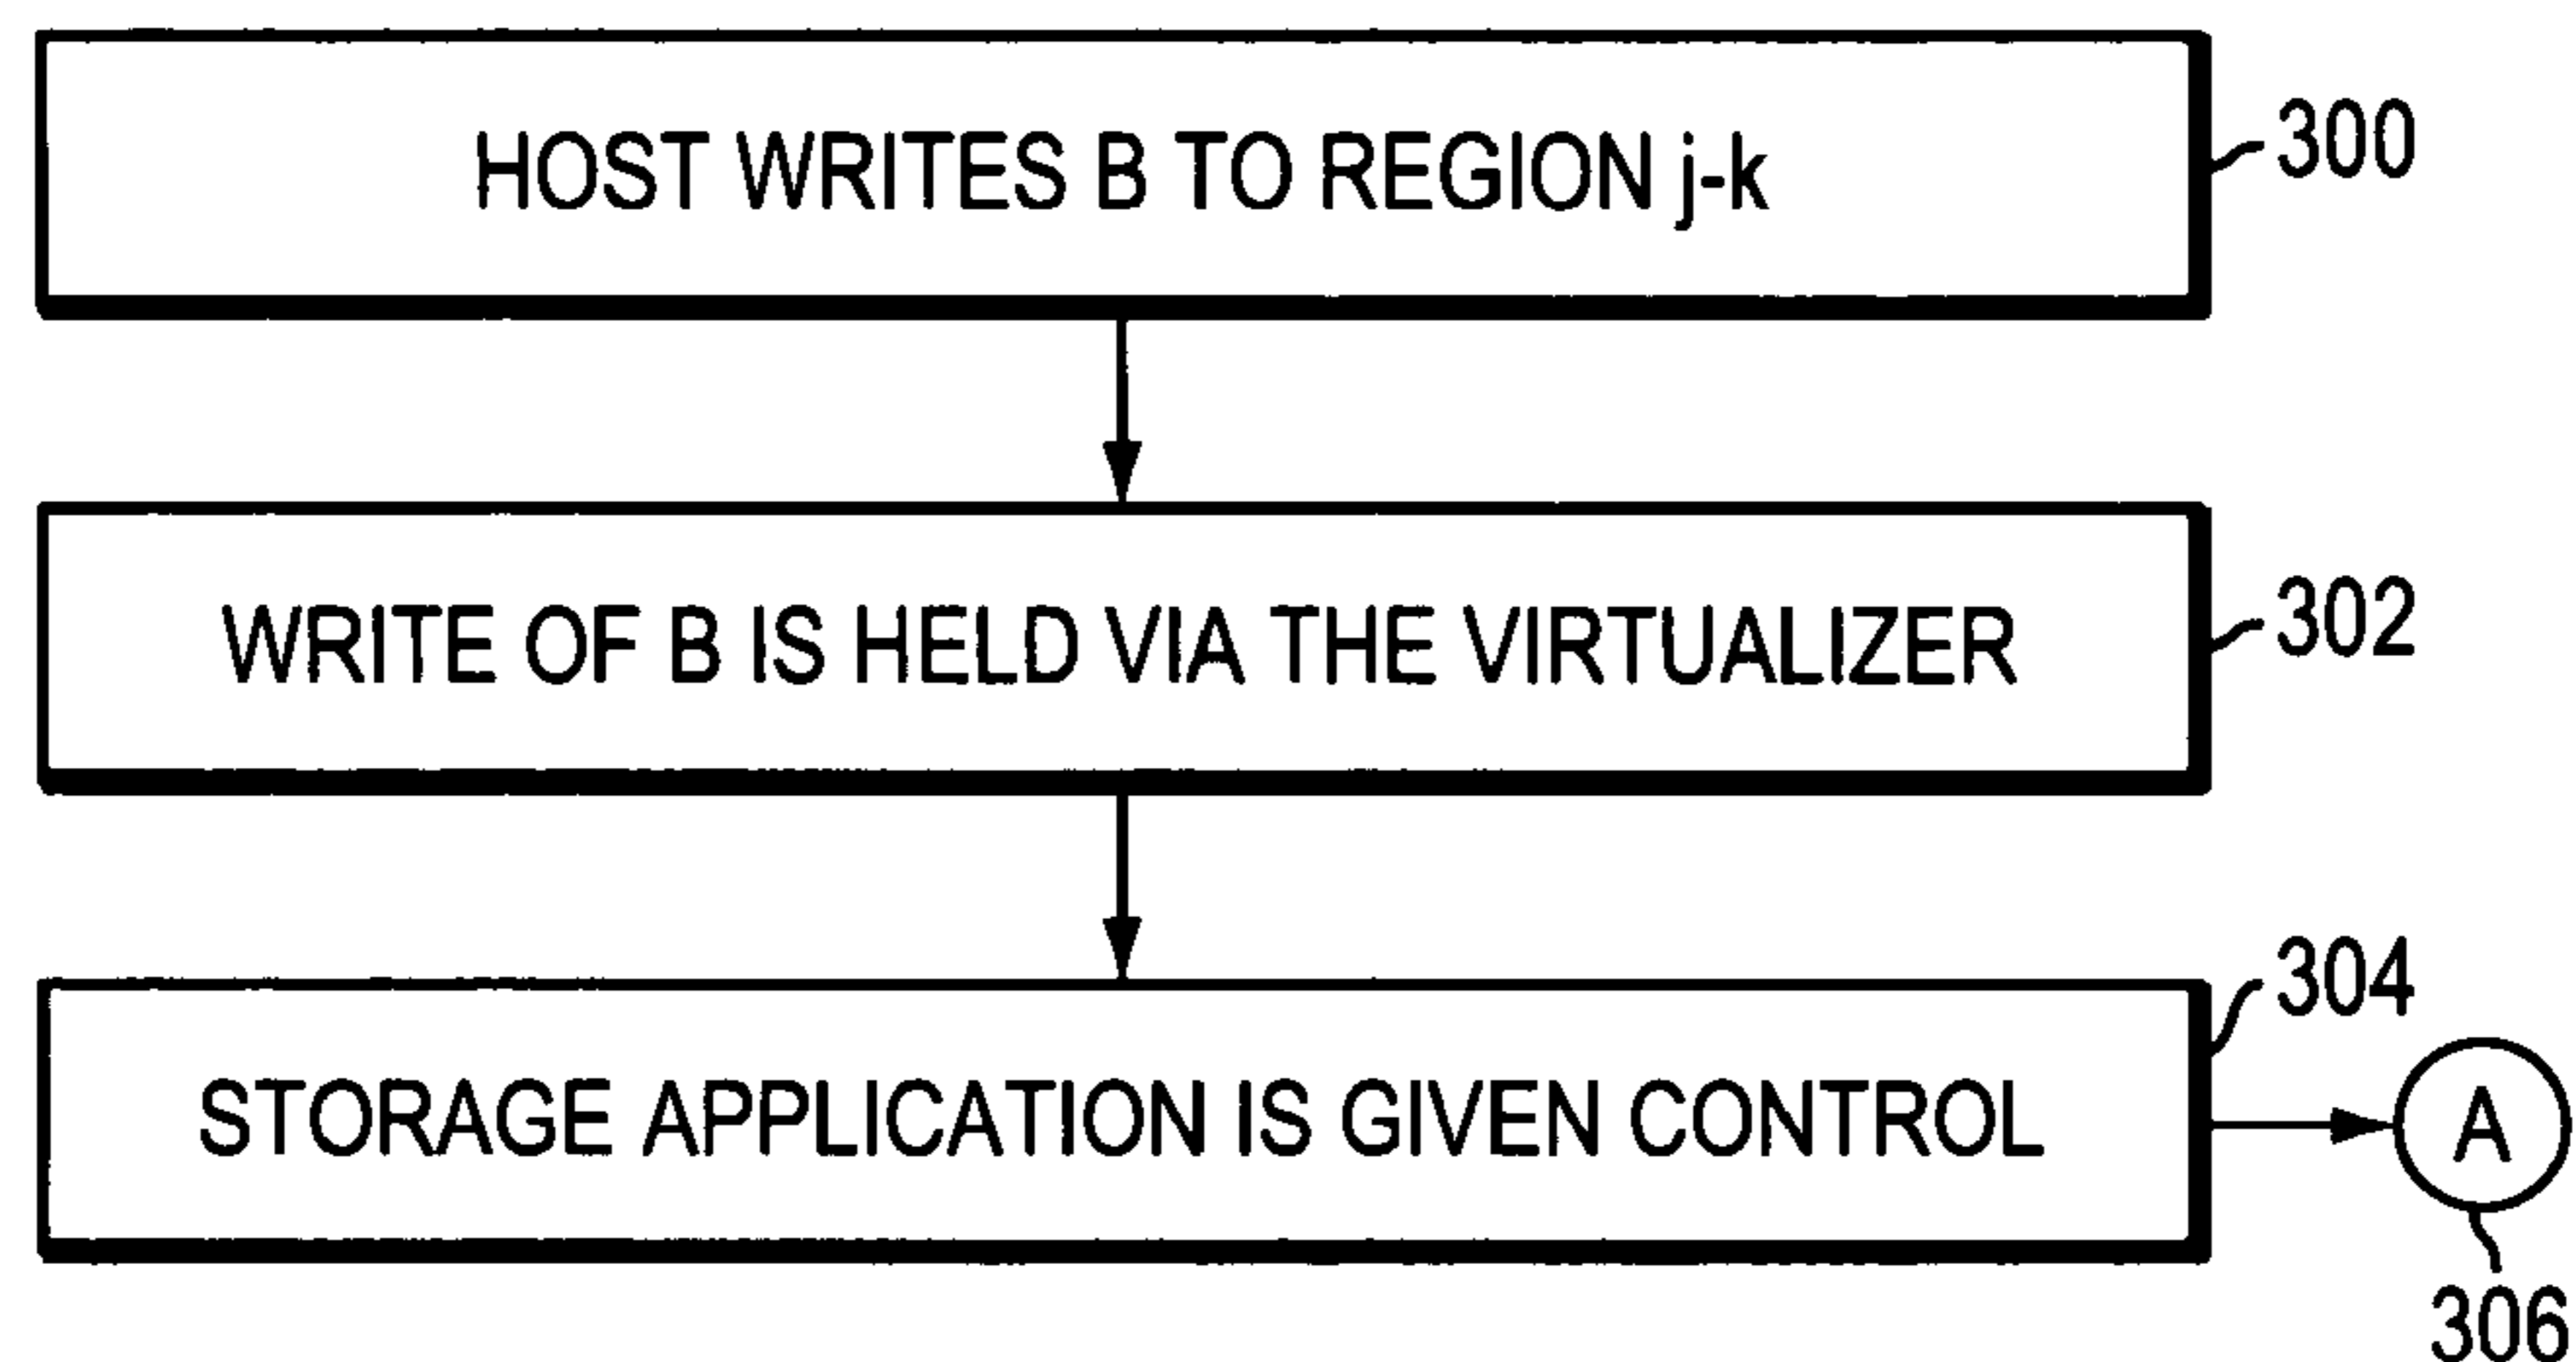 HOST WRITES B TO REGION j-k
300
WRITE OF B IS HELD VIA THE VIRTUALIZER
302
STORAGE APPLICATION IS GIVEN CONTROL
304
A
306